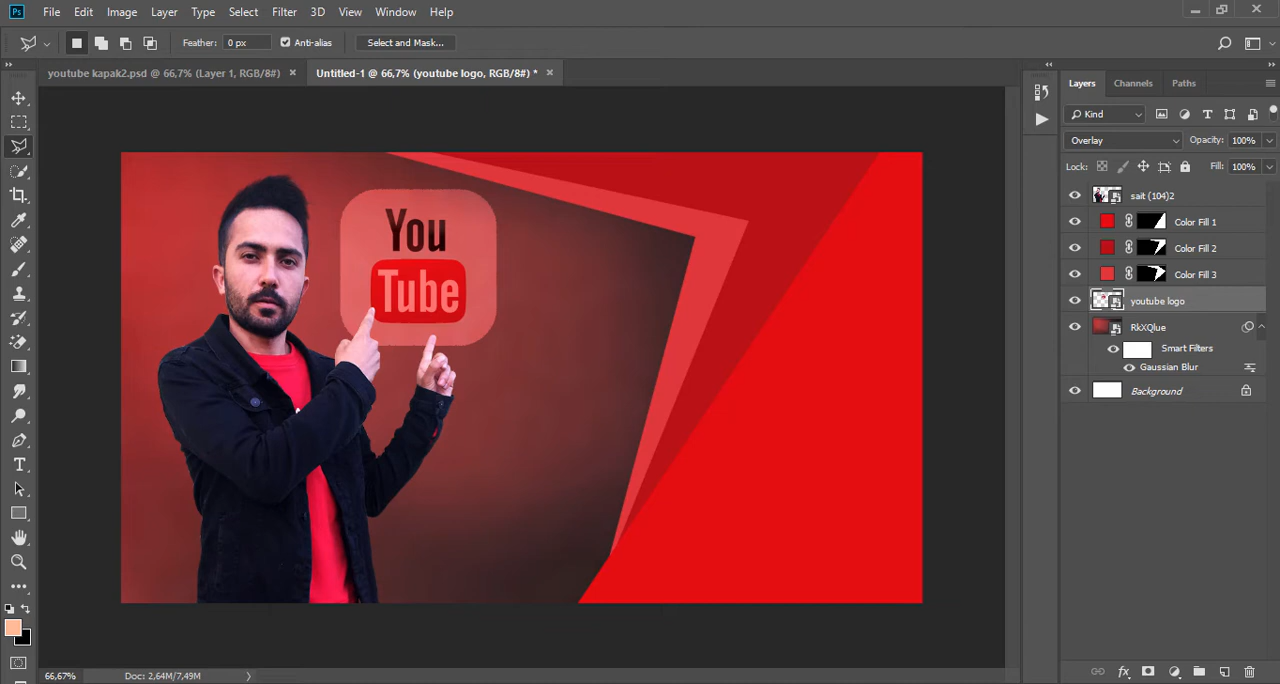 Ps File Edit Image Layer Type Select Filter 3D View Window Help
Feather: 0 px Anti-alias Select and Mask...
youtube kapak2.psd @ 66,7% (Layer 1, RGB/8#) × Untitled-1 @ 66,7% (youtube logo, RGB/8#) * ×
Layers Channels Paths
Kind
Overlay Opacity: 100%
Lock: Fill: 100%
sait (104)2
Color Fill 1
Color Fill 2
Color Fill 3
youtube logo
RkXQlue
Smart Filters
Gaussian Blur
Background
You
Tube
66,67% Doc: 2,64M/7,49M